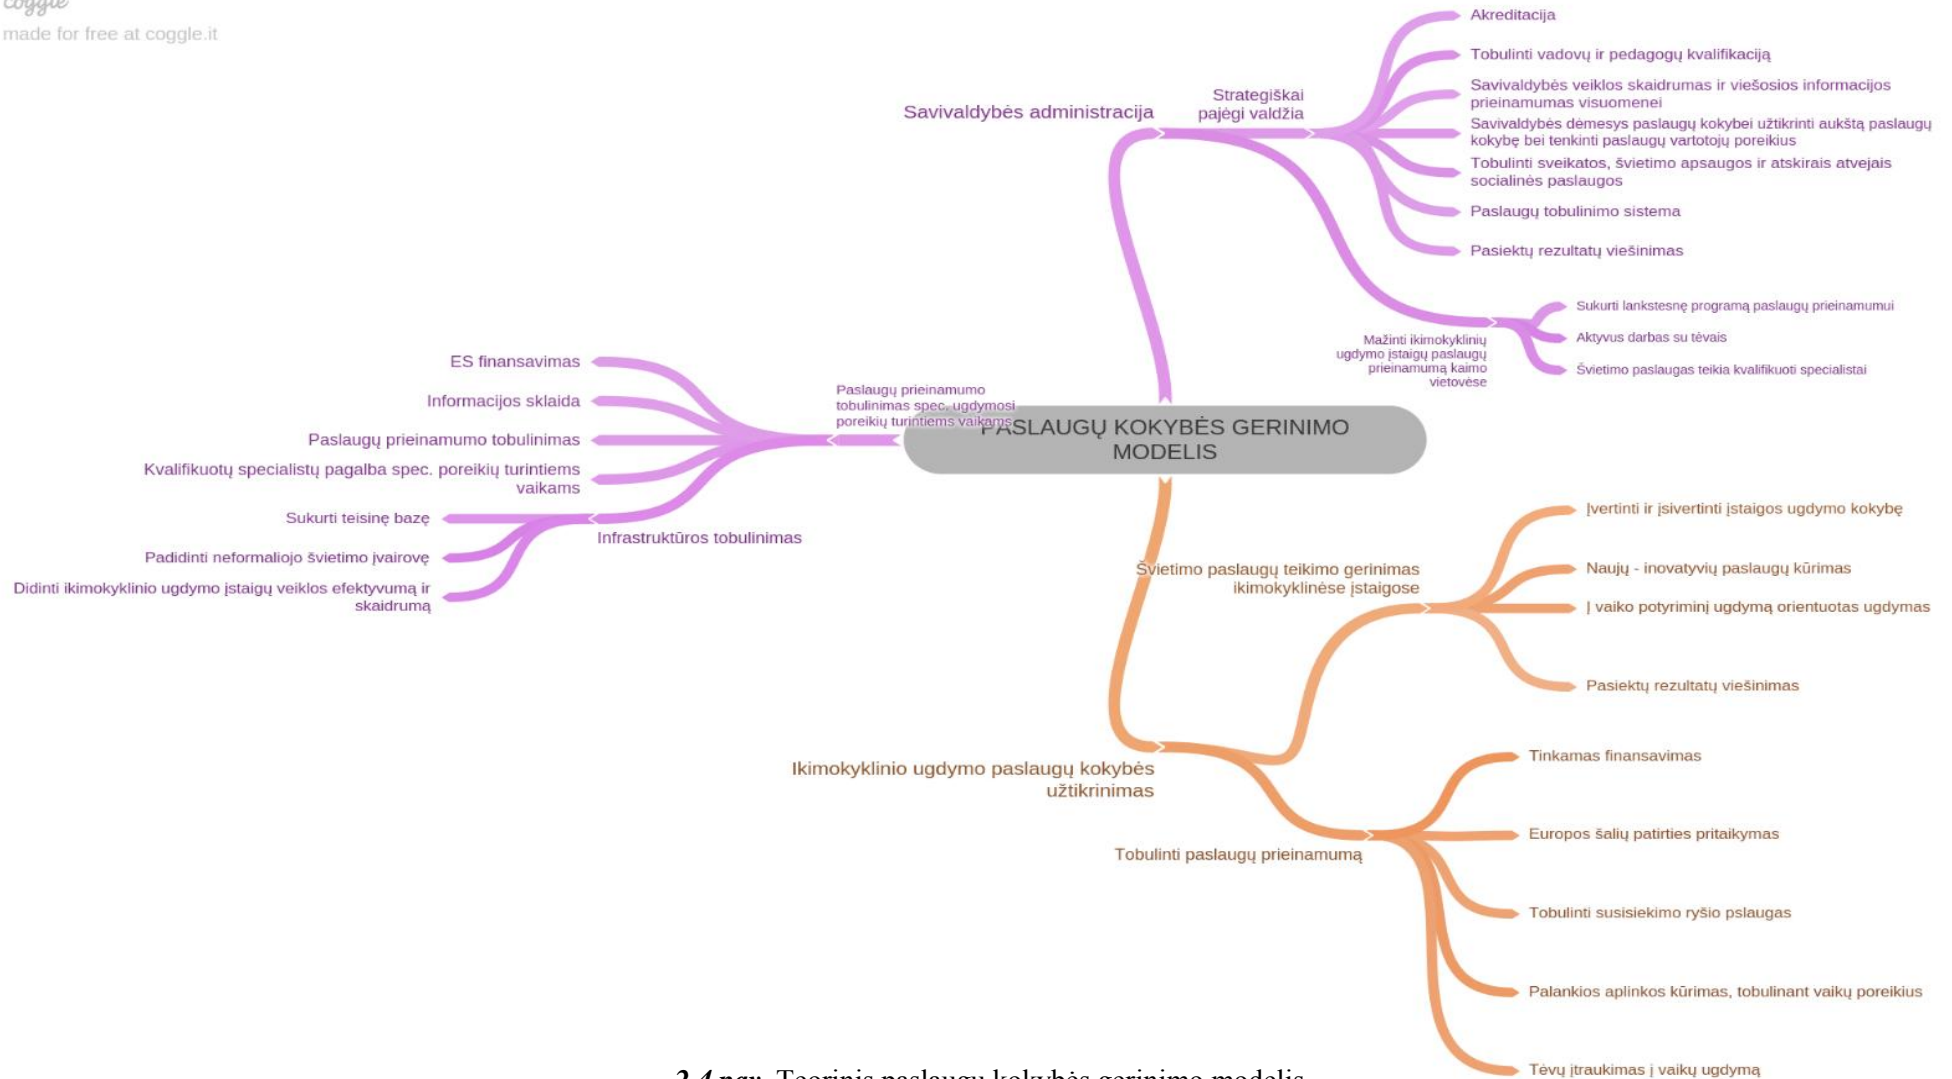 coggle
made for free at coggle.it
Akreditacija
Tobulinti vadovų ir pedagogų kvalifikaciją
Savivaldybės administracija
Strategiškai
pajėgi valdžia
Savivaldybės veiklos skaidrumas ir viešosios informacijos
prieinamumas visuomenei
Savivaldybės dėmesys paslaugų kokybei užtikrinti aukštą paslaugų
kokybę bei tenkinti paslaugų vartotojų poreikius
Tobulinti sveikatos, švietimo apsaugos ir atskirais atvejais
socialinės paslaugos
Paslaugų tobulinimo sistema
Pasiektų rezultatų viešinimas
Sukurti lankstesnę programą paslaugų prieinamumui
Aktyvus darbas su tėvais
Švietimo paslaugas teikia kvalifikuoti specialistai
Mažinti ikimokyklinių
ugdymo įstaigų paslaugų
prieinamumą kaimo
vietovėse
ES finansavimas
Informacijos sklaida
Paslaugų prieinamumo tobulinimas
Kvalifikuotų specialistų pagalba spec. poreikių turintiems
vaikams
Paslaugų prieinamumo
tobulinimas spec. ugdymosi
poreikių turintiems vaikams
PASLAUGŲ KOKYBĖS GERINIMO
MODELIS
Sukurti teisinę bazę
Infrastruktūros tobulinimas
Padidinti neformaliojo švietimo įvairovę
Didinti ikimokyklinio ugdymo įstaigų veiklos efektyvumą ir
skaidrumą
Įvertinti ir įsivertinti įstaigos ugdymo kokybę
Švietimo paslaugų teikimo gerinimas
ikimokyklinėse įstaigose
Naujų - inovatyvių paslaugų kūrimas
Į vaiko potyriminį ugdymą orientuotas ugdymas
Pasiektų rezultatų viešinimas
Ikimokyklinio ugdymo paslaugų kokybės
užtikrinimas
Tinkamas finansavimas
Tobulinti paslaugų prieinamumą
Europos šalių patirties pritaikymas
Tobulinti susisiekimo ryšio pslaugas
Palankios aplinkos kūrimas, tobulinant vaikų poreikius
Tėvų įtraukimas į vaikų ugdymą
2.4 pav. Teorinis paslaugų kokybės gerinimo modelis